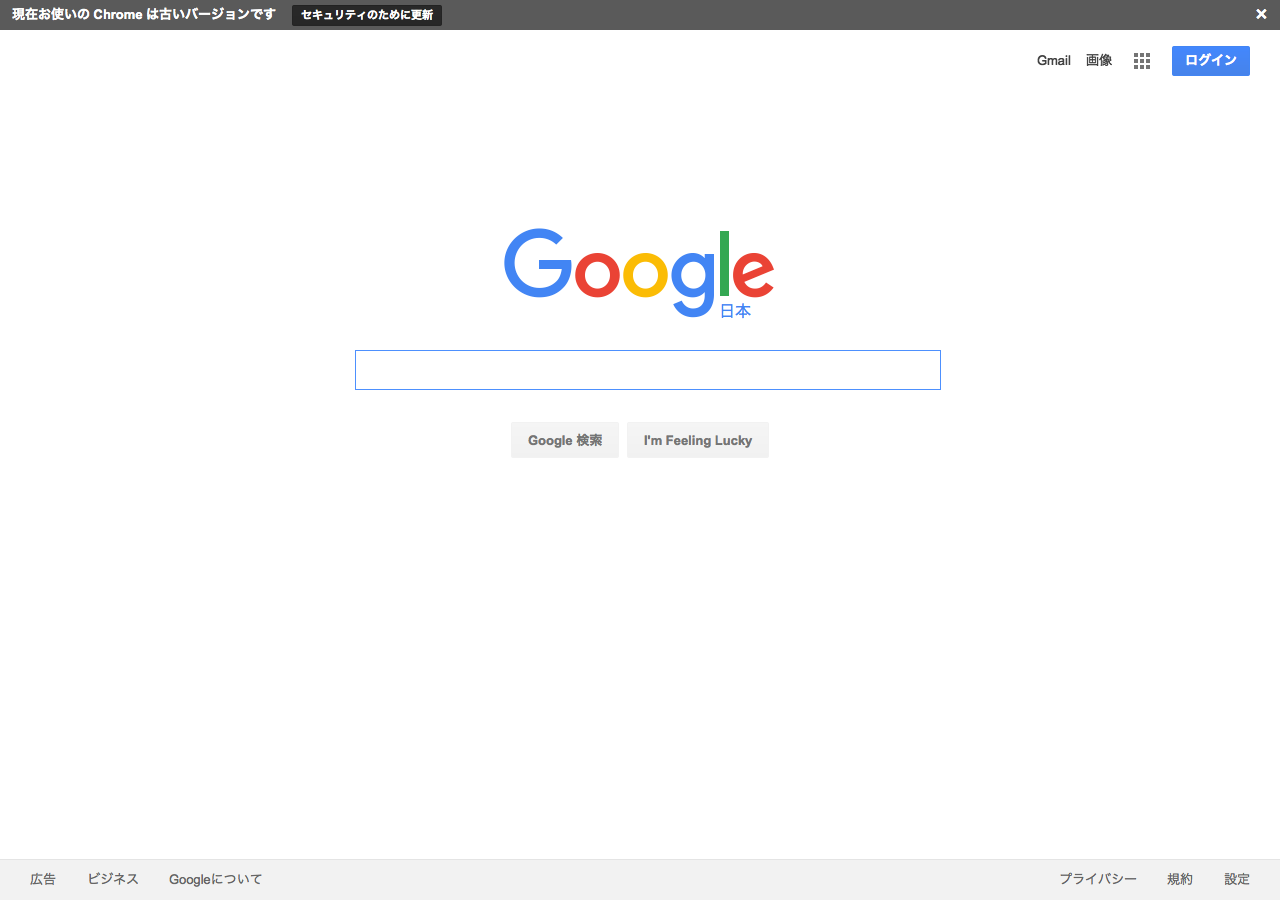 現在お使いの Chrome は古いバージョンです セキュリティのために更新 ×
Gmail 画像 ログイン
Google
日本
Google 検索 I'm Feeling Lucky
広告 ビジネス Googleについて プライバシー 規約 設定